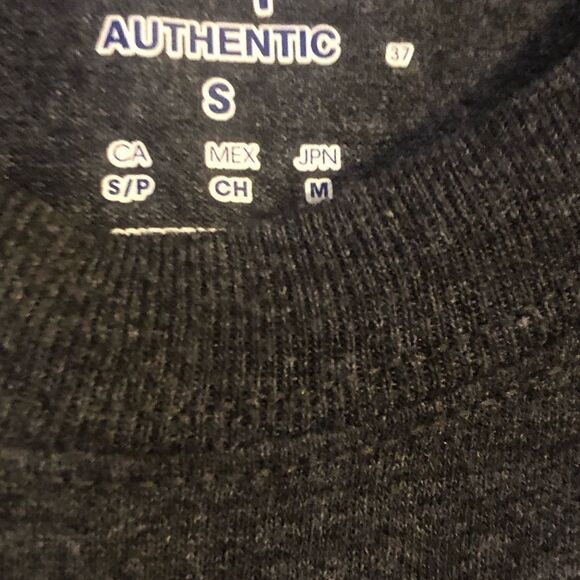 AUTHENTIC 37
S
CA MEX JPN
S/P CH M